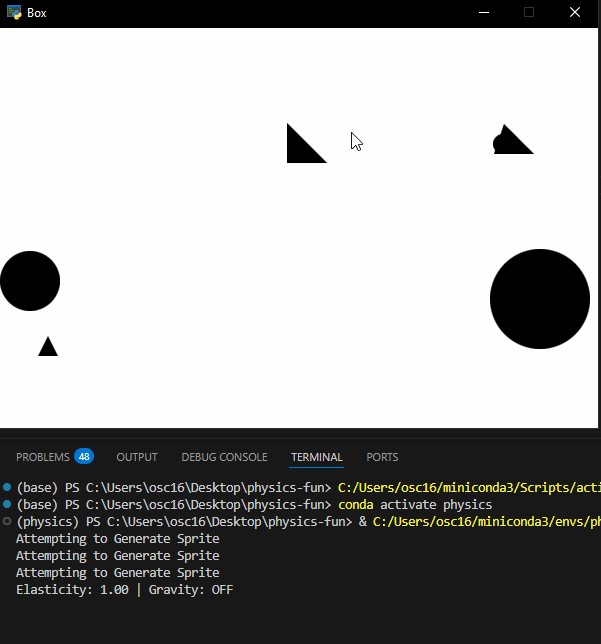 Box
PROBLEMS 48 OUTPUT DEBUG CONSOLE TERMINAL PORTS
(base) PS C:\Users\osc16\Desktop\physics-fun> C:/Users/osc16/miniconda3/Scripts/acti
(base) PS C:\Users\osc16\Desktop\physics-fun> conda activate physics
(physics) PS C:\Users\osc16\Desktop\physics-fun> & C:/Users/osc16/miniconda3/envs/ph
Attempting to Generate Sprite
Attempting to Generate Sprite
Attempting to Generate Sprite
Elasticity: 1.00 | Gravity: OFF